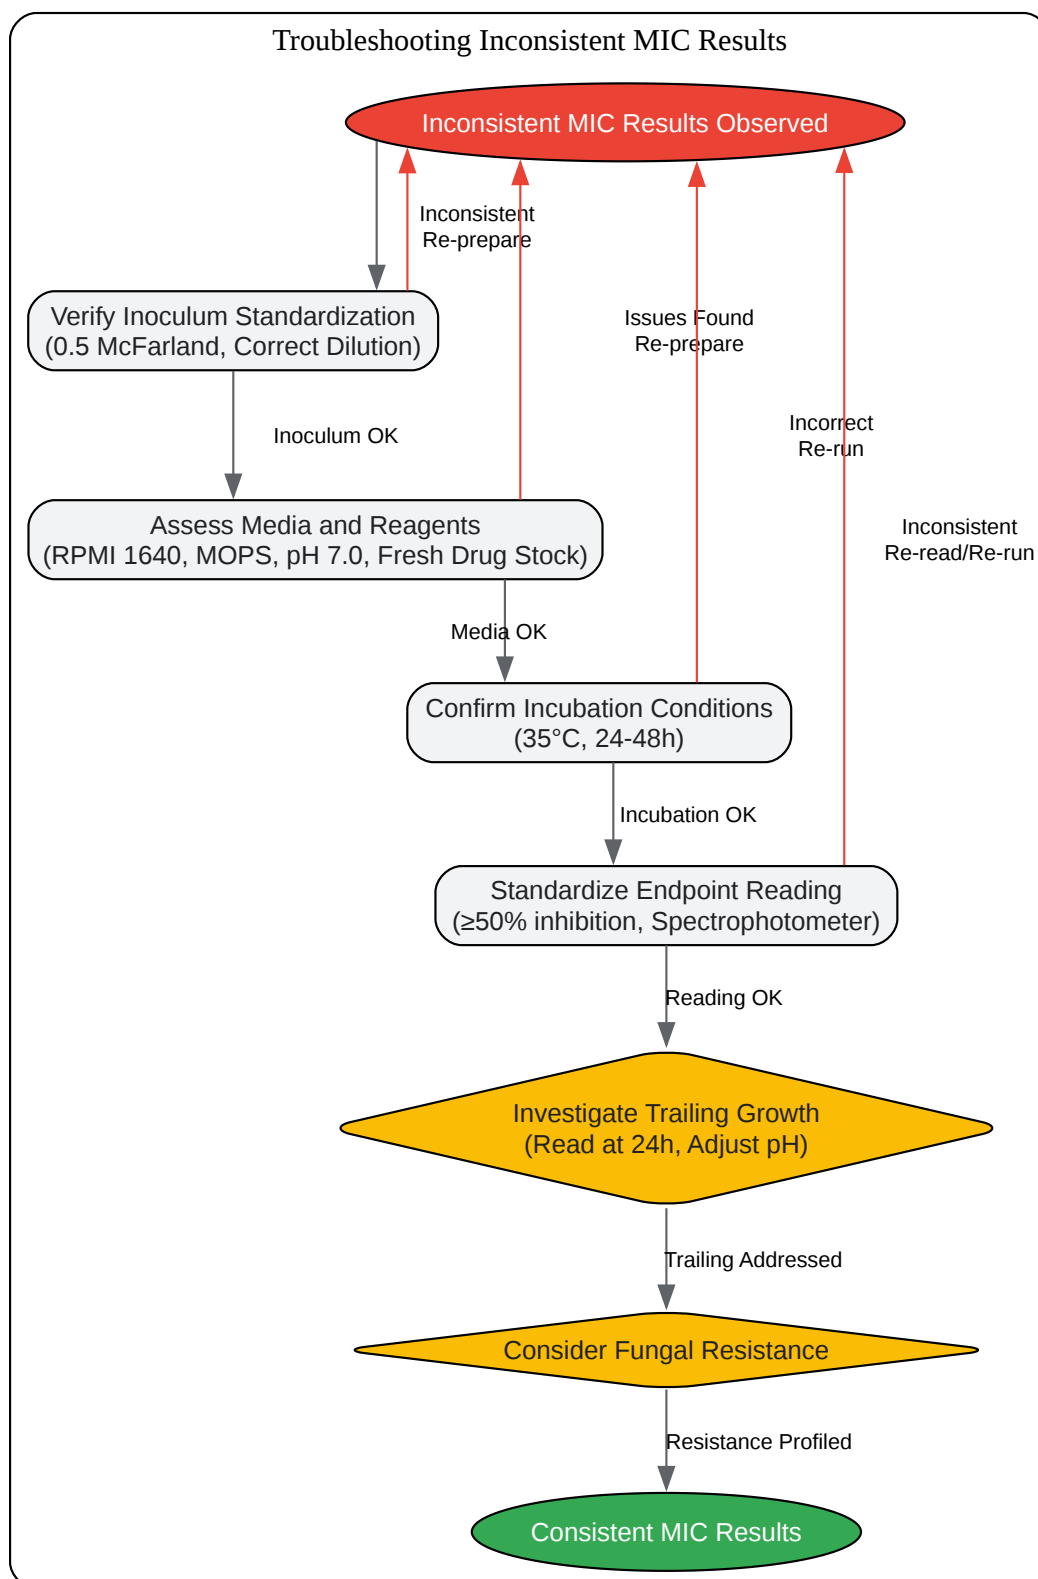 Troubleshooting Inconsistent MIC Results
Inconsistent MIC Results Observed
Inconsistent
Re-prepare
Verify Inoculum Standardization
(0.5 McFarland, Correct Dilution)
Issues Found
Re-prepare
Inoculum OK
Incorrect
Re-run
Assess Media and Reagents
(RPMI 1640, MOPS, pH 7.0, Fresh Drug Stock)
Inconsistent
Re-read/Re-run
Media OK
Confirm Incubation Conditions
(35°C, 24-48h)
Incubation OK
Standardize Endpoint Reading
(≥50% inhibition, Spectrophotometer)
Reading OK
Investigate Trailing Growth
(Read at 24h, Adjust pH)
Trailing Addressed
Consider Fungal Resistance
Resistance Profiled
Consistent MIC Results